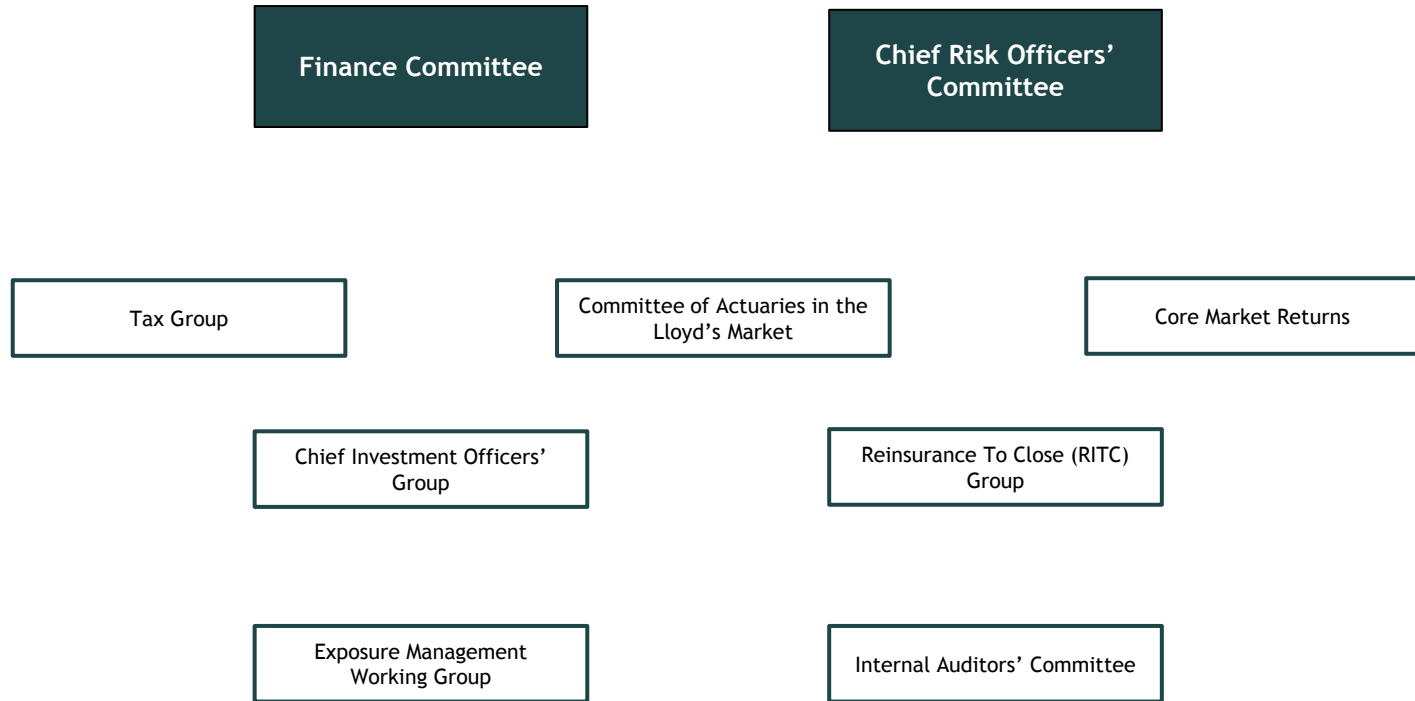 Finance Committee
Chief Risk Officers’
Committee
Tax Group
Committee of Actuaries in the
Lloyd’s Market
Core Market Returns
Chief Investment Officers’
Group
Reinsurance To Close (RITC)
Group
Exposure Management
Working Group
Internal Auditors’ Committee